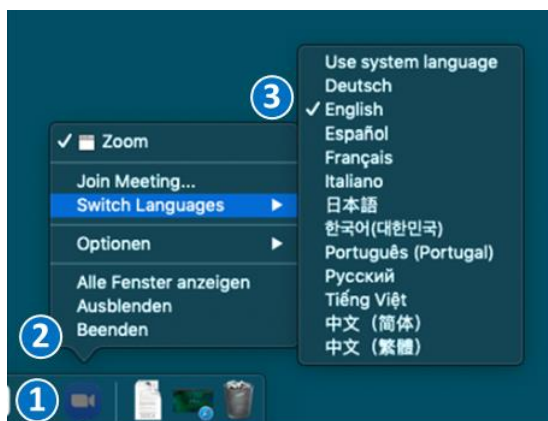 Zoom
Join Meeting...
Switch Languages
Optionen
Alle Fenster anzeigen
Ausblenden
Beenden
2
1
3
Use system language
Deutsch
English
Español
Français
Italiano
日本語
한국어(대한민국)
Português (Portugal)
Русский
Tiếng Việt
中文（简体）
中文（繁體）